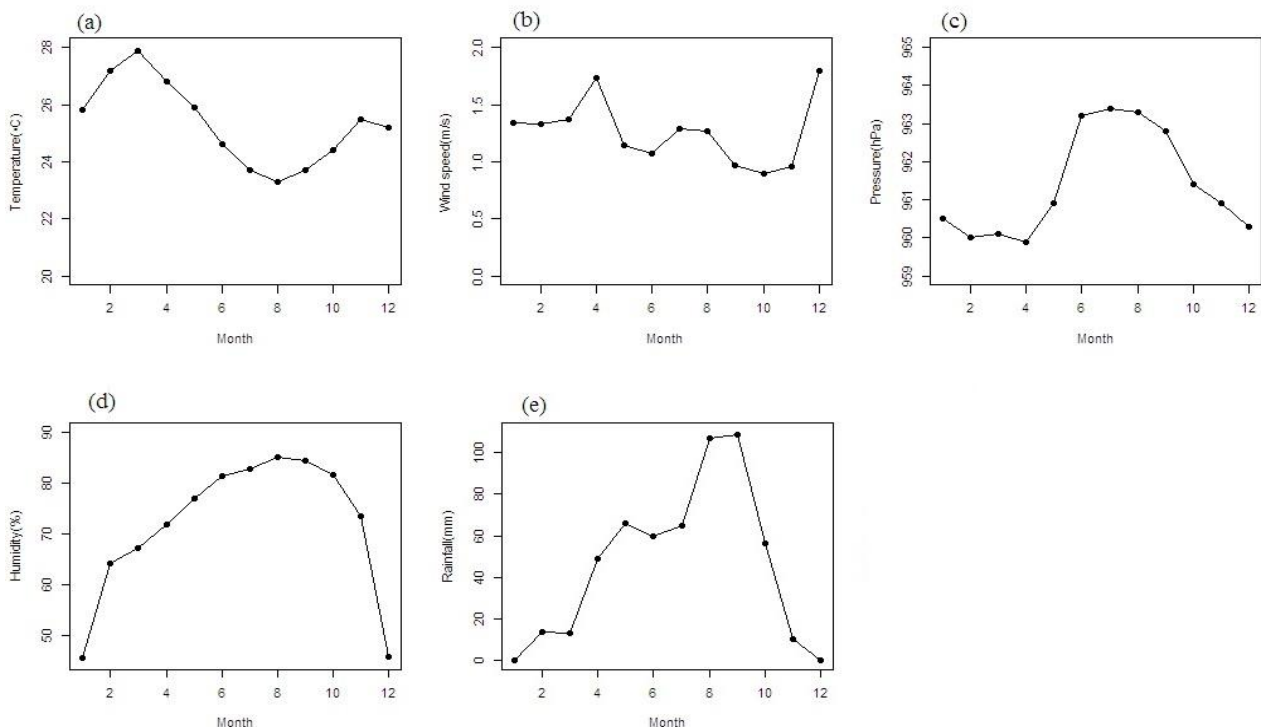 (a)
Temperature(•C)
28
26
24
22
20
2 4 6 8 10 12
Month
(b)
Wind speed(m/s)
2.0
1.5
1.0
0.5
0.0
2 4 6 8 10 12
Month
(c)
Pressure(hPa)
965
964
963
962
961
960
959
2 4 6 8 10 12
Month
(d)
Humidity(%)
90
80
70
60
50
2 4 6 8 10 12
Month
(e)
Rainfall(mm)
100
80
60
40
20
0
2 4 6 8 10 12
Month